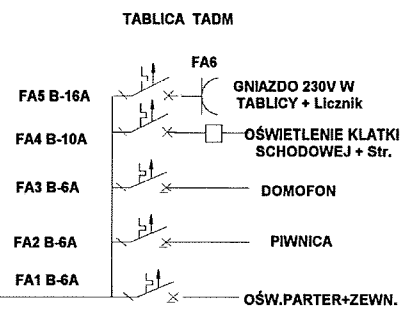 TABLICA TADM
FA6
FA5 B-16A
GNIAZDO 230V W
TABLICY + Licznik
FA4 B-10A
OŚWIETLENIE KLATKI
SCHODOWEJ + Str.
FA3 B-6A
DOMOFON
FA2 B-6A
PIWNICA
FA1 B-6A
OŚW.PARTER+ZEWN.